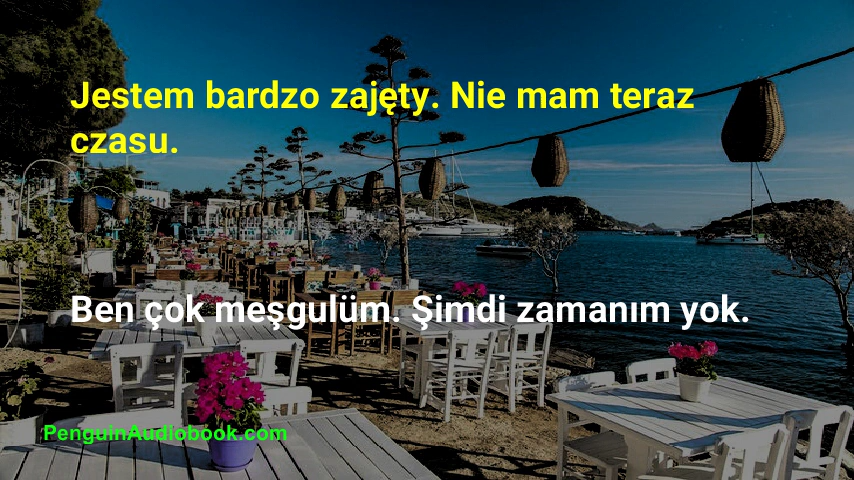 Jestem bardzo zajęty. Nie mam teraz
czasu.
Ben çok meşgulüm. Şimdi zamanım yok.
PenguinAudiobook.com